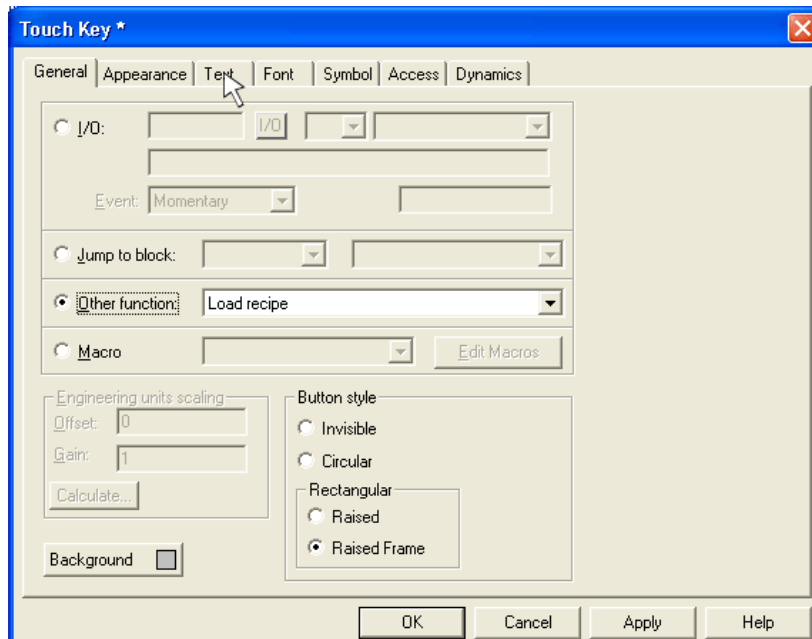 Touch Key *
General Appearance Text Font Symbol Access Dynamics
I/O: I/O
Event: Momentary
Jump to block:
Other function: Load recipe
Macro Edit Macros
Engineering units scaling
Offset: 0
Gain: 1
Calculate...
Background
Button style
Invisible
Circular
Rectangular
Raised
Raised Frame
OK Cancel Apply Help